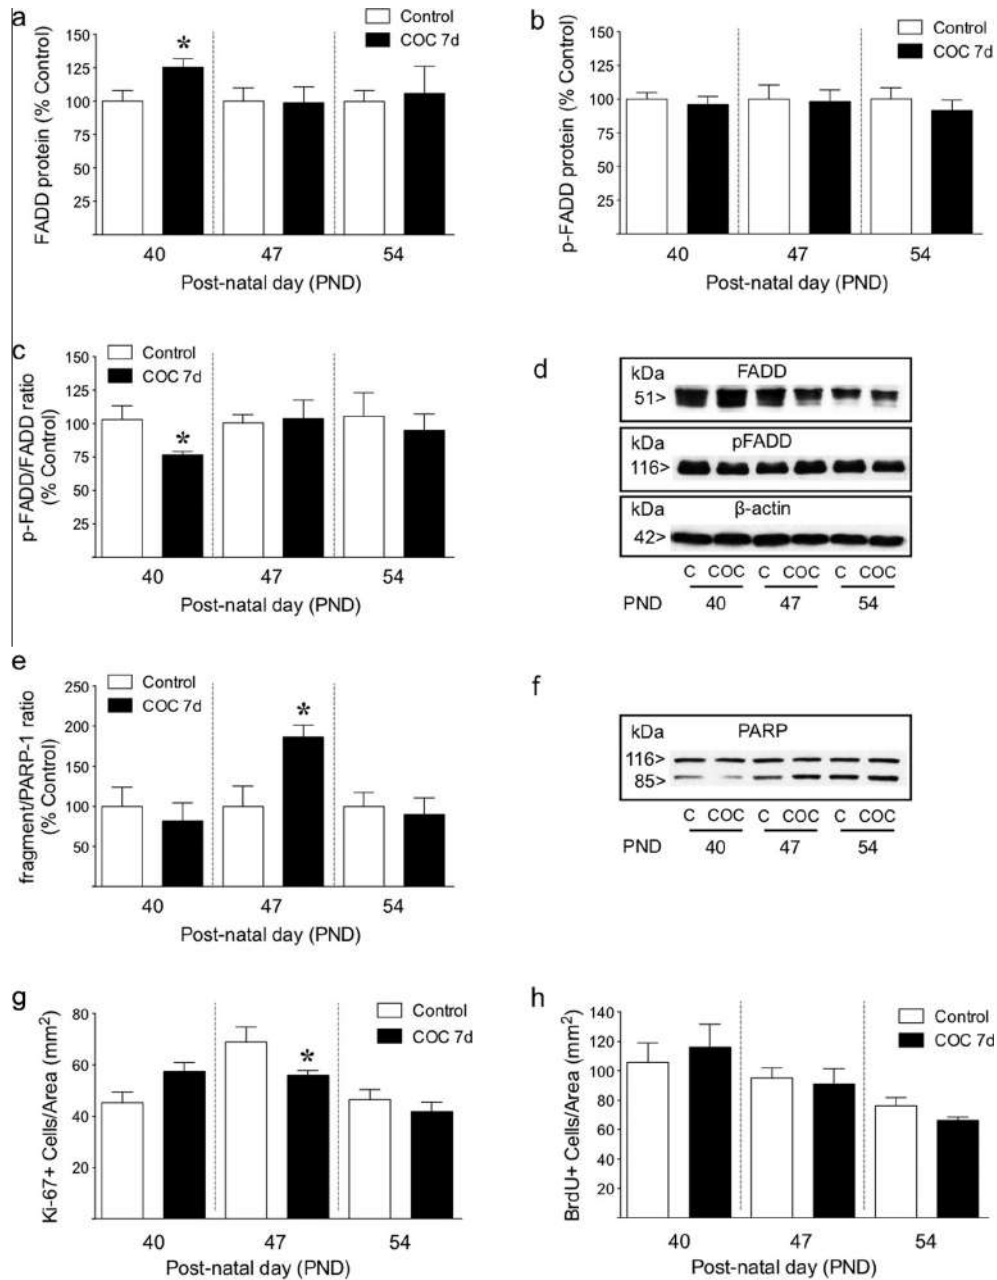 a
FADD protein (% Control)
150
125
100
75
50
25
Control
COC 7d
*
40 47 54
Post-natal day (PND)
b
p-FADD protein (% Control)
150
125
100
75
50
25
Control
COC 7d
40 47 54
Post-natal day (PND)
c
p-FADD/FADD ratio
(% Control)
150
125
100
75
50
25
Control
COC 7d
*
40 47 54
Post-natal day (PND)
d
kDa FADD
51>
kDa pFADD
116>
kDa β-actin
42>
C COC C COC C COC
PND 40 47 54
e
fragment/PARP-1 ratio
(% Control)
250
200
150
100
50
Control
COC 7d
*
40 47 54
Post-natal day (PND)
f
kDa PARP
116>
85>
C COC C COC C COC
PND 40 47 54
g
Ki-67+ Cells/Area (mm²)
80
60
40
20
Control
COC 7d
*
40 47 54
Post-natal day (PND)
h
BrdU+ Cells/Area (mm²)
140
120
100
80
60
40
20
Control
COC 7d
40 47 54
Post-natal day (PND)